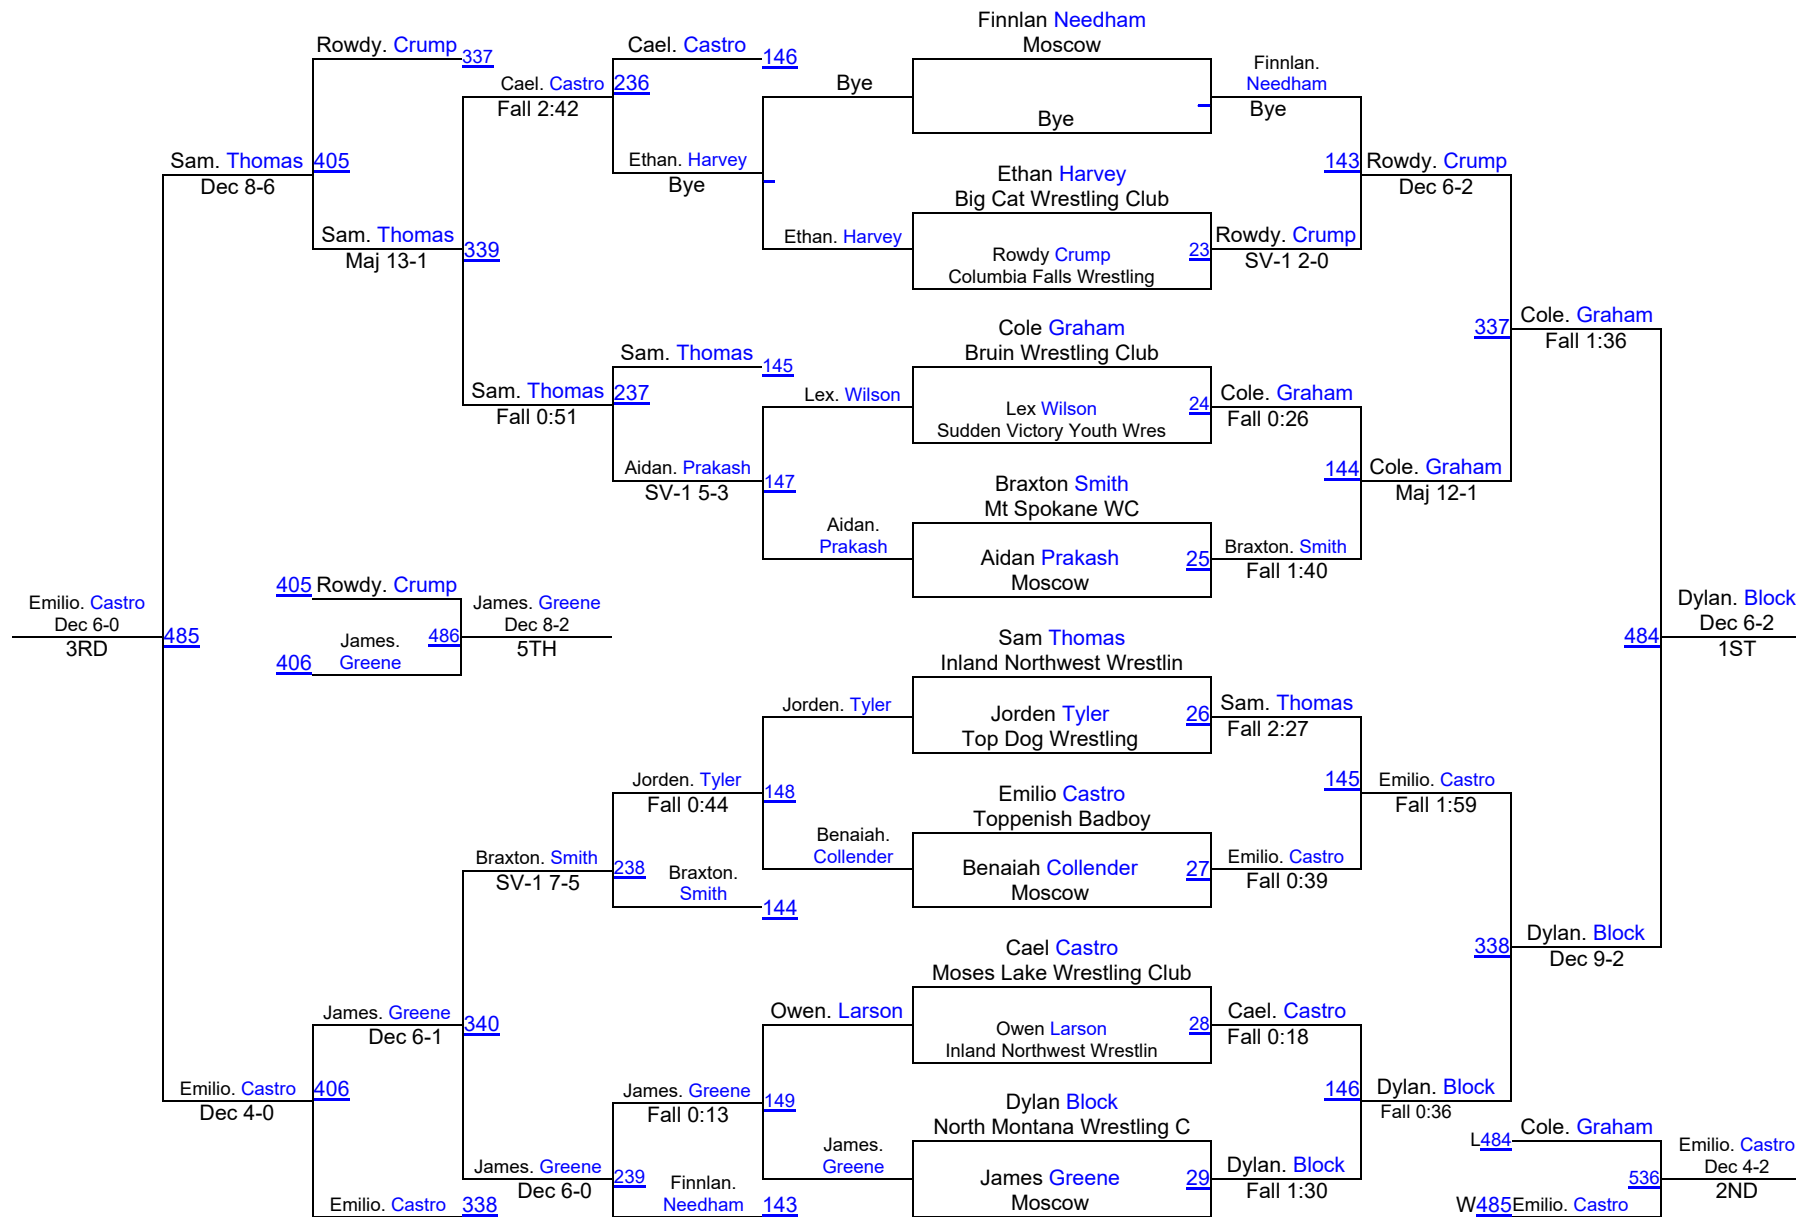 Finnlan Needham
Moscow
Bye
Ethan Harvey
Big Cat Wrestling Club
Rowdy Crump
Columbia Falls Wrestling
23
Cole Graham
Bruin Wrestling Club
Lex Wilson
Sudden Victory Youth Wres
24
Braxton Smith
Mt Spokane WC
Aidan Prakash
Moscow
25
Sam Thomas
Inland Northwest Wrestlin
Jorden Tyler
Top Dog Wrestling
26
Emilio Castro
Toppenish Badboy
Benaiah Collender
Moscow
27
Cael Castro
Moses Lake Wrestling Club
Owen Larson
Inland Northwest Wrestlin
28
Dylan Block
North Montana Wrestling C
James Greene
Moscow
29
Finnlan.
Needham
Bye
143
Rowdy. Crump
SV-1 2-0
Cole. Graham
Fall 0:26
144
Braxton. Smith
Fall 1:40
Sam. Thomas
Fall 2:27
145
Emilio. Castro
Fall 0:39
Cael. Castro
Fall 0:18
146
Dylan. Block
Fall 1:30
Rowdy. Crump
Dec 6-2
337
Cole. Graham
Maj 12-1
Emilio. Castro
Fall 1:59
338
Dylan. Block
Fall 0:36
Cole. Graham
Fall 1:36
484
Dylan. Block
Dec 9-2
Dylan. Block
Dec 6-2
1ST
L484
Cole. Graham
536
W485
Emilio. Castro
Emilio. Castro
Dec 4-2
2ND
Bye
Ethan. Harvey
Lex. Wilson
147
Aidan.
Prakash
Jorden. Tyler
148
Benaiah.
Collender
Owen. Larson
149
James.
Greene
Cael. Castro
146
236
Ethan. Harvey
Bye
Sam. Thomas
145
237
Aidan. Prakash
SV-1 5-3
Jorden. Tyler
Fall 0:44
238
Braxton.
Smith
144
James. Greene
Fall 0:13
239
Finnlan.
Needham
143
Cael. Castro
Fall 2:42
339
Sam. Thomas
Fall 0:51
Braxton. Smith
SV-1 7-5
340
James. Greene
Dec 6-0
Rowdy. Crump
337
405
Sam. Thomas
Maj 13-1
James. Greene
Dec 6-1
406
Emilio. Castro
338
Sam. Thomas
Dec 8-6
485
Emilio. Castro
Dec 4-0
Emilio. Castro
Dec 6-0
3RD
405
Rowdy. Crump
486
406
James.
Greene
James. Greene
Dec 8-2
5TH